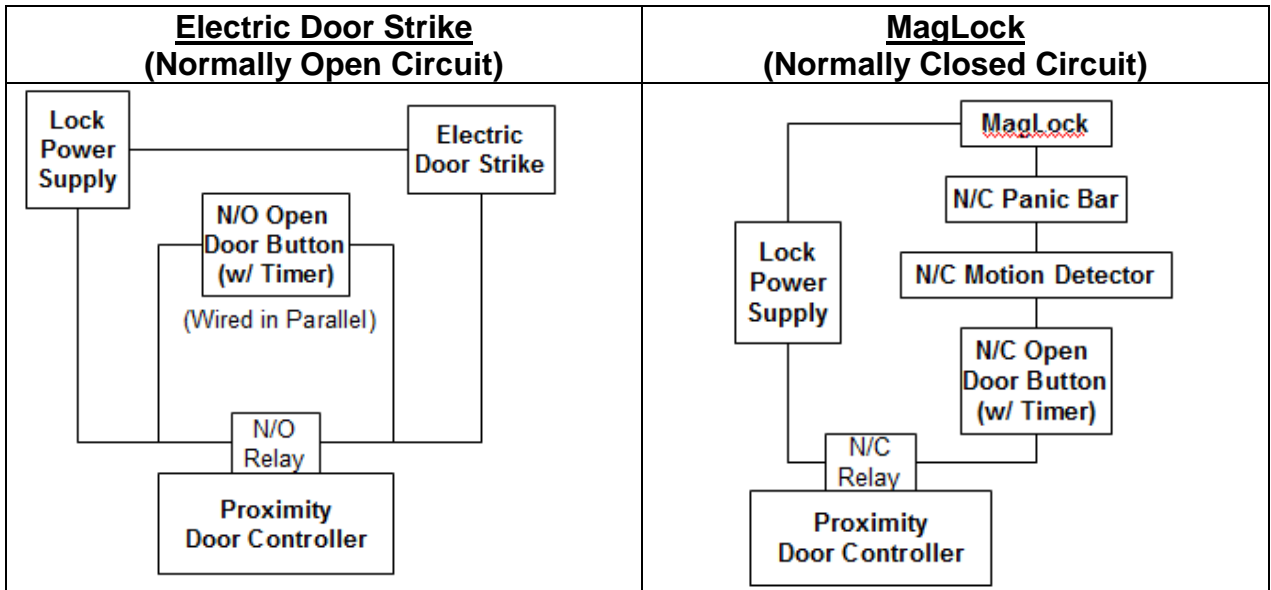 Electric Door Strike
(Normally Open Circuit)
Lock
Power
Supply
Electric
Door Strike
N/O Open
Door Button
(w/ Timer)
(Wired in Parallel)
N/O
Relay
Proximity
Door Controller
MagLock
(Normally Closed Circuit)
MagLock
N/C Panic Bar
Lock
Power
Supply
N/C Motion Detector
N/C Open
Door Button
(w/ Timer)
N/C
Relay
Proximity
Door Controller